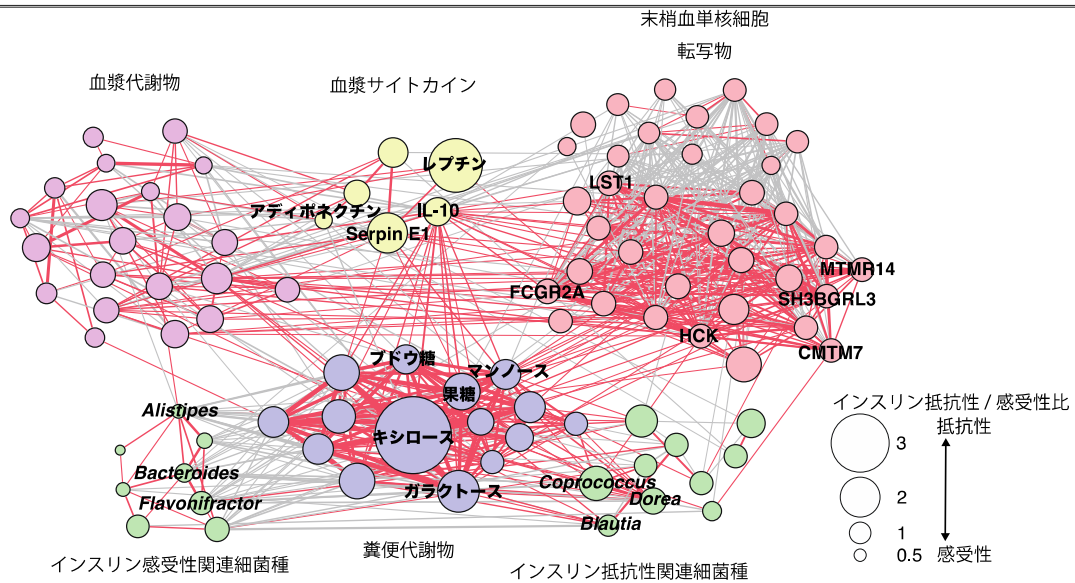 末梢血単核細胞
転写物
血漿代謝物
血漿サイトカイン
レプチン
アディポネクチン
IL-10
Serpin E1
LST1
FCGR2A
MTMR14
SH3BGRL3
HCK
CMTM7
ブドウ糖
マンノース
果糖
キシロース
ガラクトース
Alistipes
Bacteroides
Flavonifractor
Coprococcus
Dorea
Blautia
インスリン感受性関連細菌種
糞便代謝物
インスリン抵抗性関連細菌種
インスリン抵抗性 / 感受性比
抵抗性
3
2
1
0.5
感受性